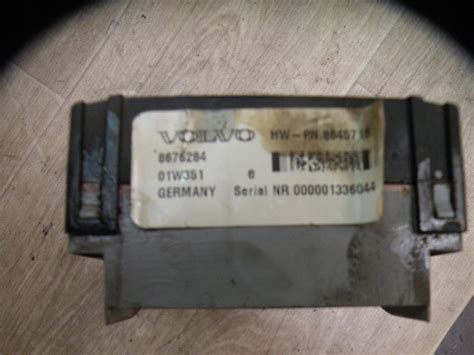 VOLVO HW-PN 8645716
8676284
01W351 e
GERMANY Serial NR 000001336044